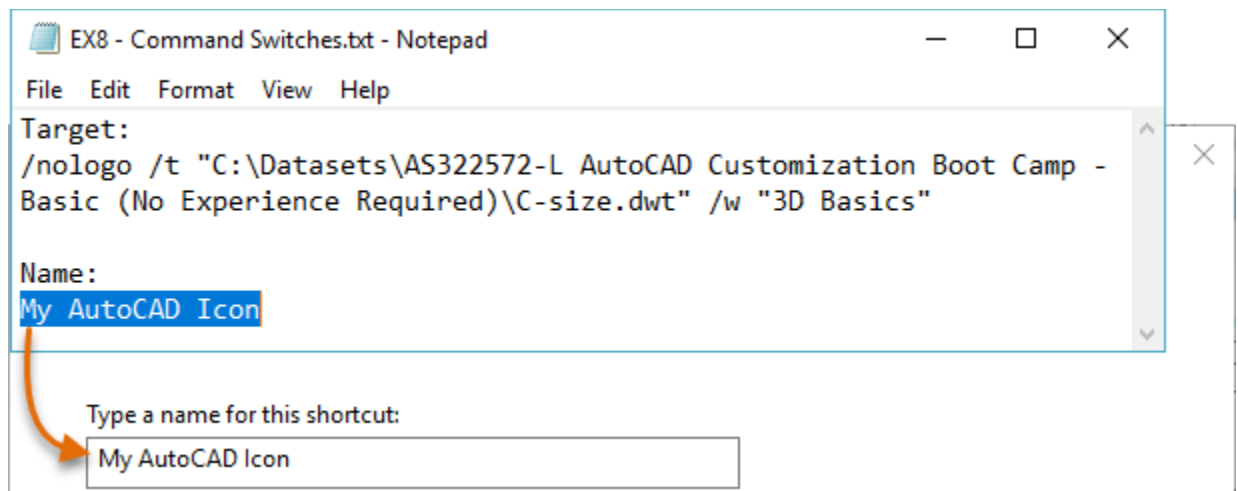 EX8 - Command Switches.txt - Notepad
File Edit Format View Help
Target:
/nologo /t "C:\Datasets\AS322572-L AutoCAD Customization Boot Camp -
Basic (No Experience Required)\C-size.dwt" /w "3D Basics"
Name:
My AutoCAD Icon
Type a name for this shortcut:
My AutoCAD Icon